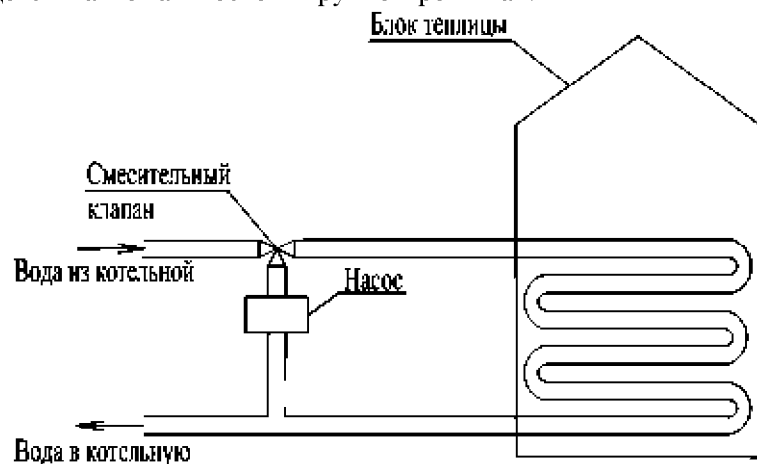 Блок теплицы
Смесительный
клапан
Вода из котельной
Насос
Вода в котельную